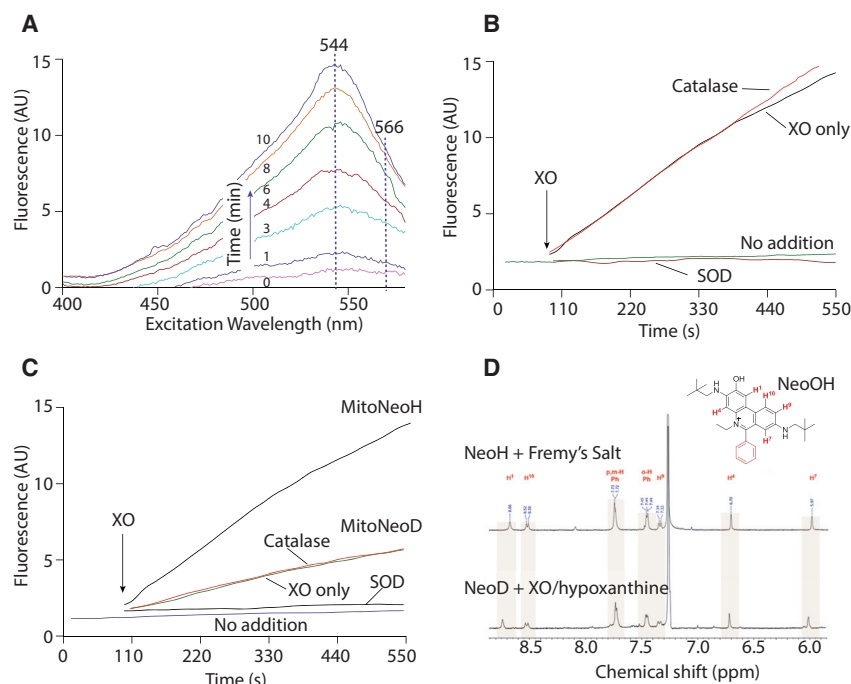 A
544
566
15
10
5
0
Fluorescence (AU)
Time (min)
10
8
6
4
3
1
0
400
450
500
550
Excitation Wavelength (nm)
B
15
10
5
0
Fluorescence (AU)
Catalase
XO only
XO
No addition
SOD
0
110
220
330
440
550
Time (s)
C
15
10
5
0
Fluorescence (AU)
MitoNeoH
XO
MitoNeoD
Catalase
XO only
SOD
No addition
0
110
330
440
550
Time (s)
D
NeoOH
OH
H
N
H1
H10
H9
H4
N
+
N
H
H7
NeoH + Fremy's Salt
H1
H10
p.m-H
Ph
o-H
Ph
H9
H4
H7
NeoD + XO/hypoxanthine
8.5
8.0
7.5
7.0
6.5
6.0
Chemical shift (ppm)